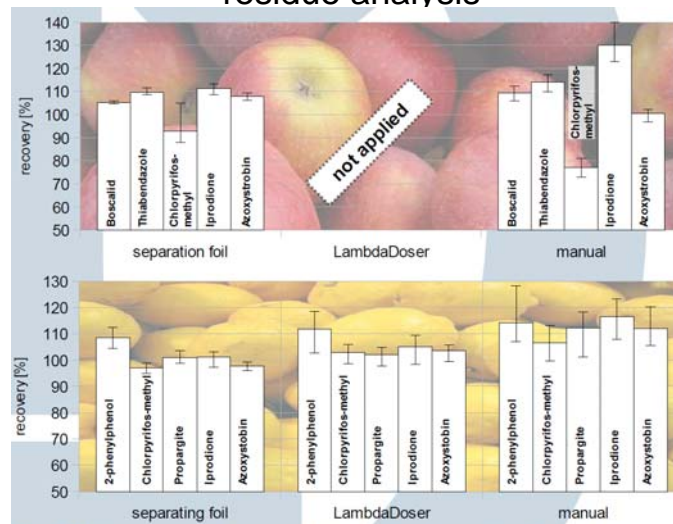 residue analysis
140
130
120
110
100
90
80
70
60
50
recovery [%]
Boscalid
Thiabendazole
Chlorpyrifos-
methyl
Iprodione
Azoxystrobin
not applied
Boscalid
Thiabendazole
Chlorpyrifos-
methyl
Iprodione
Azoxystrobin
separation foil
LambdaDoser
manual
130
120
110
100
90
80
70
60
50
recovery [%]
2-phenylphenol
Chlorpyrifos-methyl
Propargite
Iprodione
Azoxystobin
2-phenylphenol
Chlorpyrifos-methyl
Propargite
Iprodione
Azoxystrobin
2-phenylphenol
Chlorpyrifos-methyl
Propargite
Iprodione
Azoxystrobin
separating foil
LambdaDoser
manual